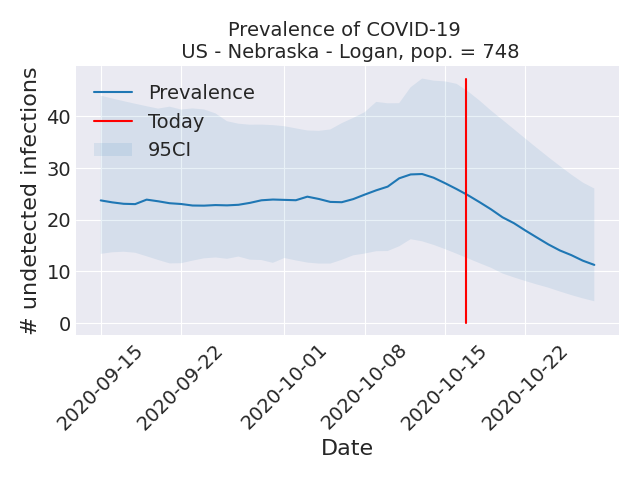 Prevalence of COVID-19
US - Nebraska - Logan, pop. = 748
# undetected infections
40
30
20
10
0
Prevalence
Today
95CI
2020-09-15
2020-09-22
2020-10-01
2020-10-08
2020-10-15
2020-10-22
Date